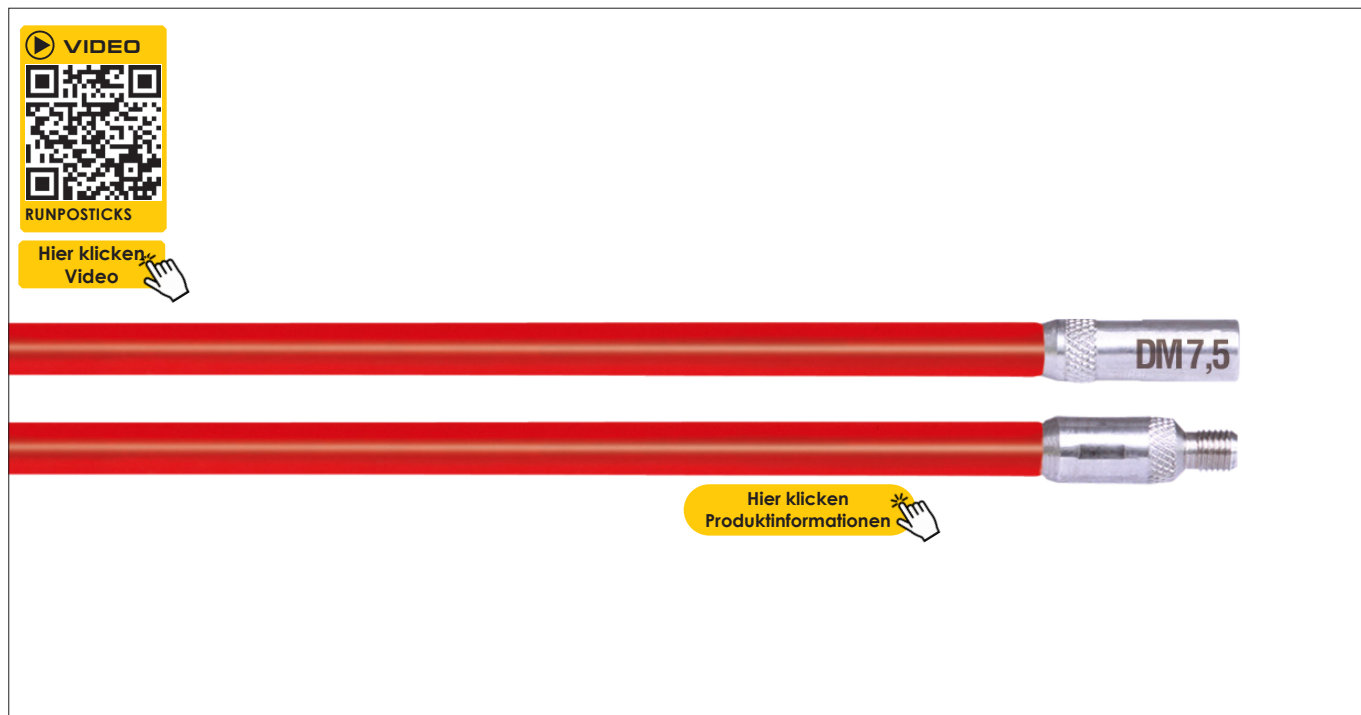 VIDEO
RUNPOSTICKS
Hier klicken
Video
DM 7,5
Hier klicken
Produktinformationen